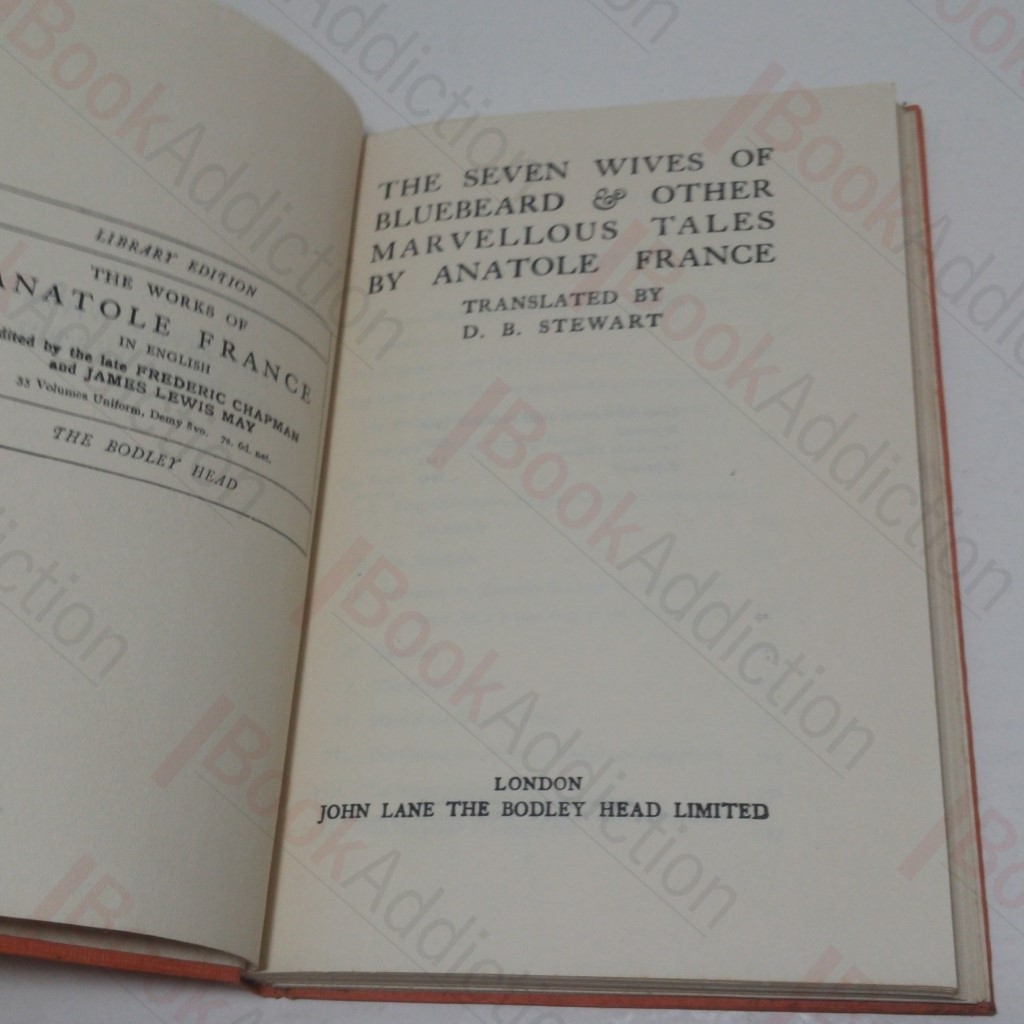 LIBRARY EDITION
THE WORKS OF
ANATOLE FRANCE
IN ENGLISH
edited by the late FREDERIC CHAPMAN
and JAMES LEWIS MAY
33 Volumes Uniform, Demy 8vo. 7s. 6d. net.
THE BODLEY HEAD
THE SEVEN WIVES OF
BLUEBEARD & OTHER
MARVELLOUS TALES
BY ANATOLE FRANCE
TRANSLATED BY
D. B. STEWART
LONDON
JOHN LANE THE BODLEY HEAD LIMITED
BookAddiction